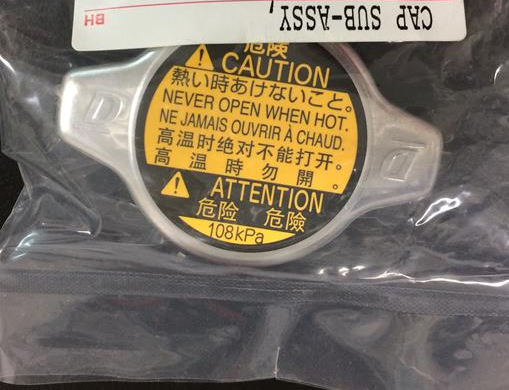 CAP SUB-ASSY,
BH
危険
CAUTION
熱い時あけないこと。
NEVER OPEN WHEN HOT.
NE JAMAIS OUVRIR À CHAUD.
高温时绝对不能打开。
高温時勿開。
ATTENTION
危险 危險
108kPa